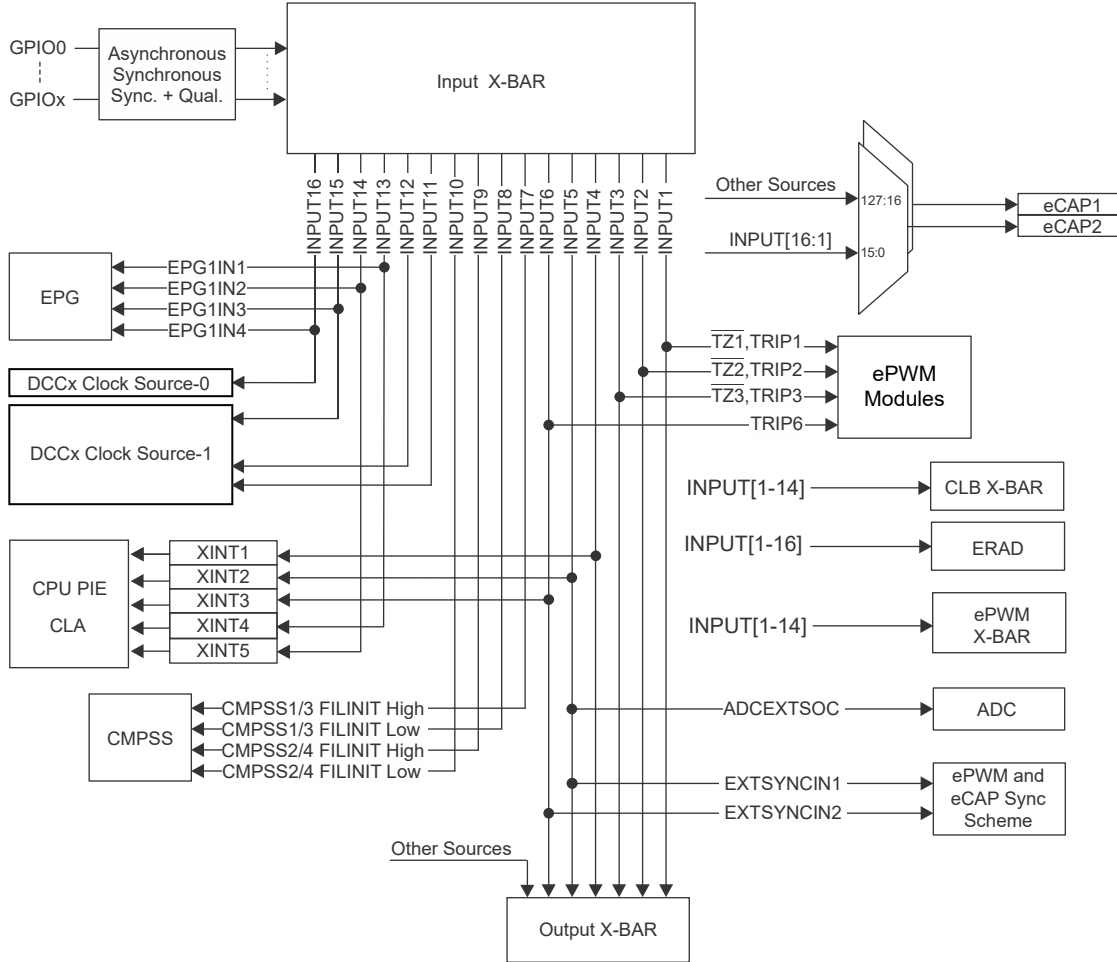 GPIO0
GPIOx
Asynchronous
Synchronous
Sync. + Qual.
Input X-BAR
INPUT16
INPUT15
INPUT14
INPUT13
INPUT12
INPUT11
INPUT10
INPUT9
INPUT8
INPUT7
INPUT6
INPUT5
INPUT4
INPUT3
INPUT2
INPUT1
Other Sources
127:16
INPUT[16:1]
15:0
eCAP1
eCAP2
EPG
EPG1IN1
EPG1IN2
EPG1IN3
EPG1IN4
DCCx Clock Source-0
DCCx Clock Source-1
TZ1,TRIP1
TZ2,TRIP2
TZ3,TRIP3
TRIP6
ePWM
Modules
INPUT[1-14]
CLB X-BAR
INPUT[1-16]
ERAD
INPUT[1-14]
ePWM
X-BAR
CPU PIE
CLA
XINT1
XINT2
XINT3
XINT4
XINT5
CMPSS
CMPSS1/3 FILINIT High
CMPSS1/3 FILINIT Low
CMPSS2/4 FILINIT High
CMPSS2/4 FILINIT Low
ADCEXTSOC
ADC
EXTSYNCIN1
EXTSYNCIN2
ePWM and
eCAP Sync
Scheme
Other Sources
Output X-BAR